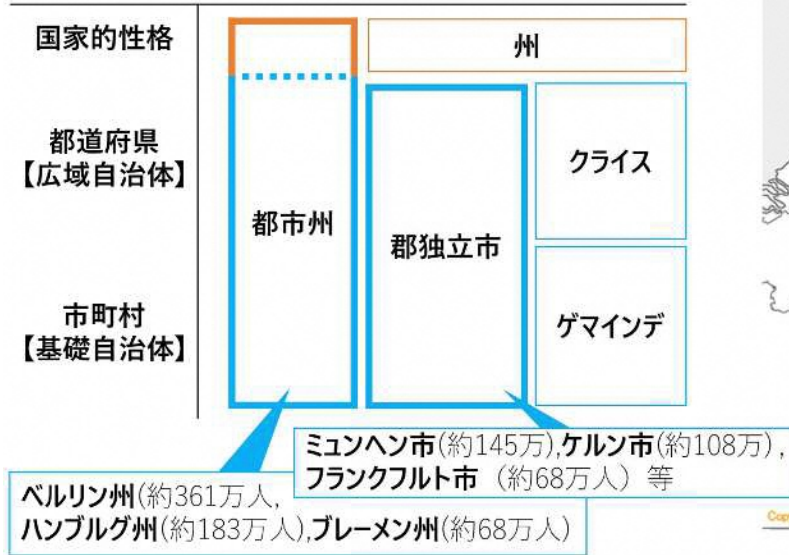 国家的性格
州
都道府県
【広域自治体】
クライス
都市州
郡独立市
市町村
【基礎自治体】
ゲマインデ
ミュンヘン市(約145万),ケルン市(約108万),
フランクフルト市 (約68万人) 等
ベルリン州(約361万人,
ハンブルグ州(約183万人),ブレーメン州(約68万人)
Cop